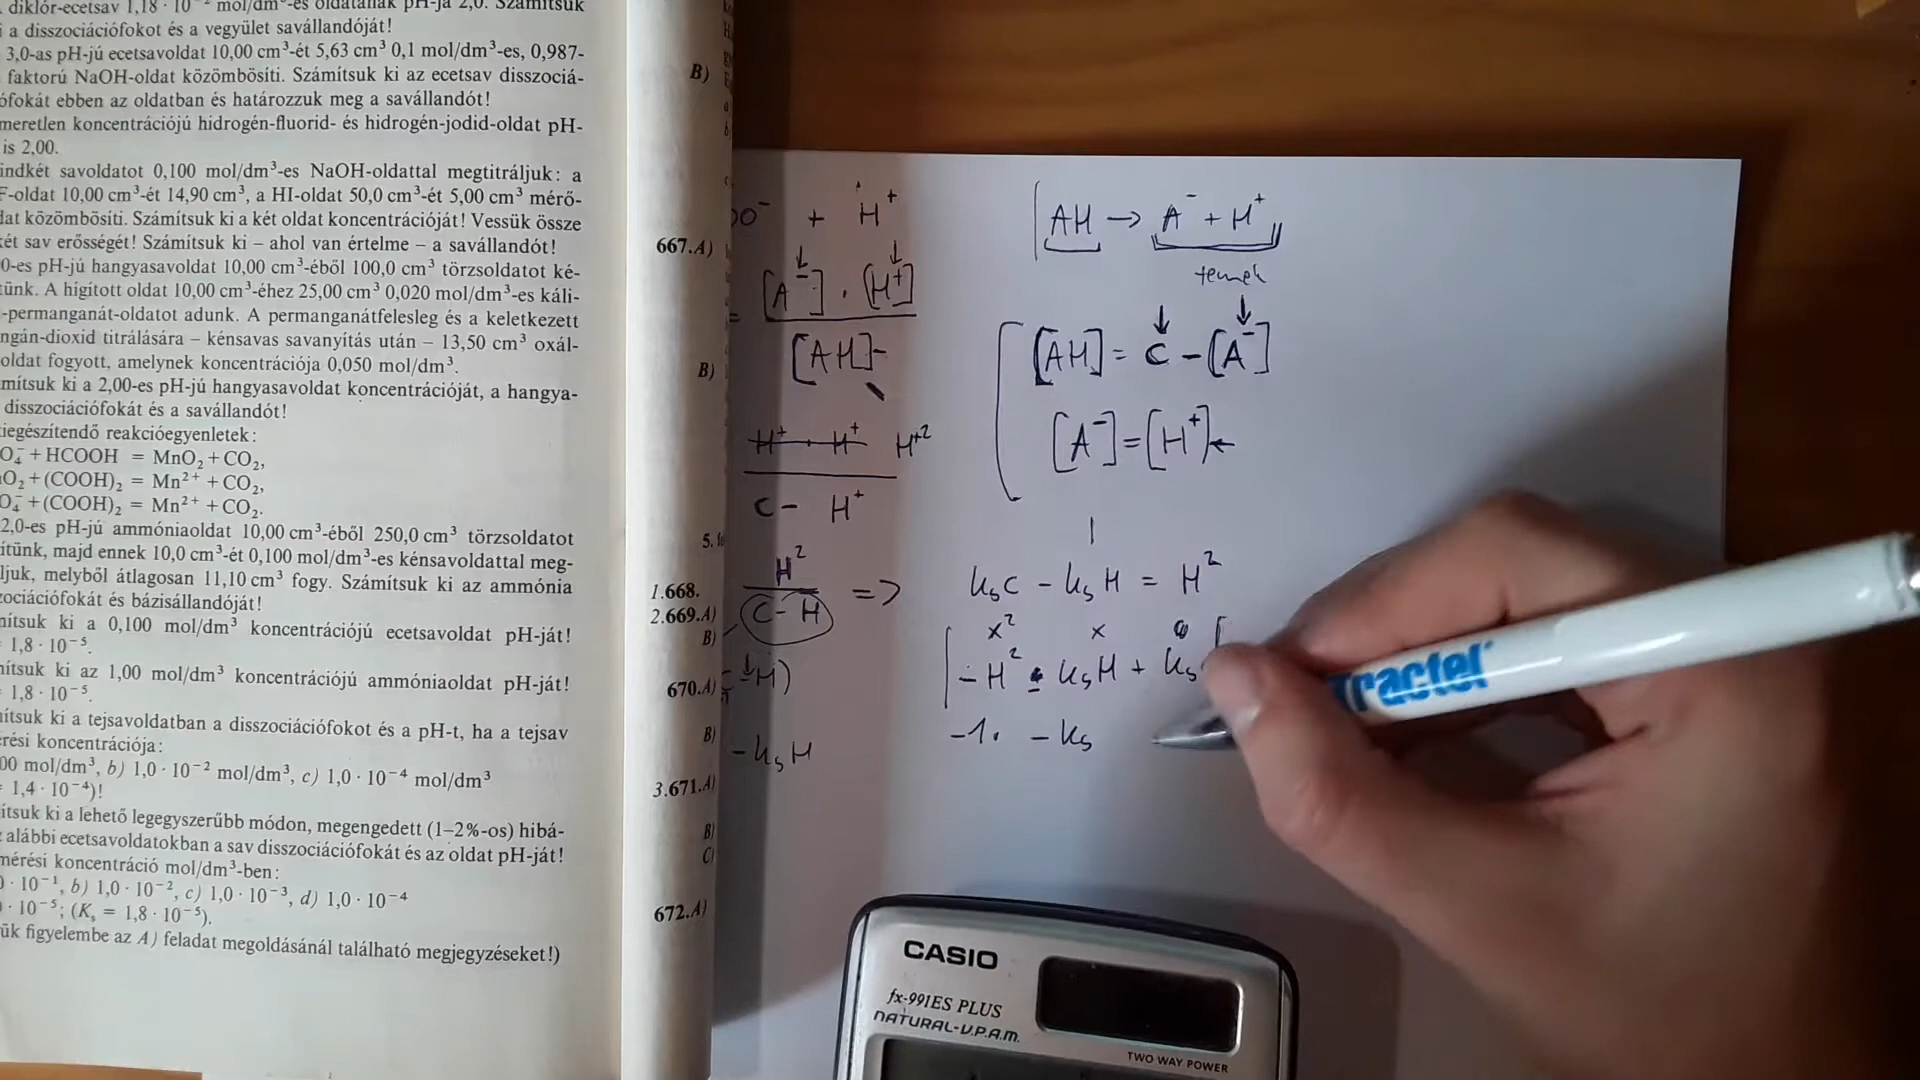 diklór-ecetsav 1,18 · 10⁻² mol/dm³-es oldatának pH-ja 2,0. Számítsuk
i a disszociációfokot és a vegyület savállandóját!
3,0-as pH-jú ecetsavoldat 10,00 cm³-ét 5,63 cm³ 0,1 mol/dm³-es, 0,987-
faktorú NaOH-oldat közömbösíti. Számítsuk ki az ecetsav disszociá-
ófokát ebben az oldatban és határozzuk meg a savállandót!
meretlen koncentrációjú hidrogén-fluorid- és hidrogén-jodid-oldat pH-
is 2,00.
indkét savoldatot 0,100 mol/dm³-es NaOH-oldattal megtitráljuk: a
F-oldat 10,00 cm³-ét 14,90 cm³, a HI-oldat 50,0 cm³-ét 5,00 cm³ mérő-
dat közömbösíti. Számítsuk ki a két oldat koncentrációját! Vessük össze
két sav erősségét! Számítsuk ki – ahol van értelme – a savállandót!
0-es pH-jú hangyasavoldat 10,00 cm³-éből 100,0 cm³ törzsoldatot ké-
tünk. A hígított oldat 10,00 cm³-éhez 25,00 cm³ 0,020 mol/dm³-es káli-
-permanganát-oldatot adunk. A permanganátfelesleg és a keletkezett
ngán-dioxid titrálására – kénsavas savanyítás után – 13,50 cm³ oxál-
oldat fogyott, amelynek koncentrációja 0,050 mol/dm³.
mítsuk ki a 2,00-es pH-jú hangyasavoldat koncentrációját, a hangya-
disszociációfokát és a savállandót!
iegészítendő reakcióegyenletek:
O₄⁻ + HCOOH = MnO₂ + CO₂,
O₂ + (COOH)₂ = Mn²⁺ + CO₂,
O₄⁻ + (COOH)₂ = Mn²⁺ + CO₂.
2,0-es pH-jú ammóniaoldat 10,00 cm³-éből 250,0 cm³ törzsoldatot
ítünk, majd ennek 10,0 cm³-ét 0,100 mol/dm³-es kénsavoldattal meg-
ljuk, melyből átlagosan 11,10 cm³ fogy. Számítsuk ki az ammónia
zociációfokát és bázisállandóját!
nítsuk ki a 0,100 mol/dm³ koncentrációjú ecetsavoldat pH-ját!
= 1,8 · 10⁻⁵.
nítsuk ki az 1,00 mol/dm³ koncentrációjú ammóniaoldat pH-ját!
= 1,8 · 10⁻⁵.
nítsuk ki a tejsavoldatban a disszociációfokot és a pH-t, ha a tejsav
rési koncentrációja:
00 mol/dm³, b) 1,0 · 10⁻² mol/dm³, c) 1,0 · 10⁻⁴ mol/dm³
= 1,4 · 10⁻⁴)!
ítsuk ki a lehető legegyszerűbb módon, megengedett (1–2%-os) hibá-
alábbi ecetsavoldatokban a sav disszociációfokát és az oldat pH-ját!
mérési koncentráció mol/dm³-ben:
0 · 10⁻¹, b) 1,0 · 10⁻², c) 1,0 · 10⁻³, d) 1,0 · 10⁻⁴
· 10⁻⁵; (Kₛ = 1,8 · 10⁻⁵).
ük figyelembe az A) feladat megoldásánál található megjegyzéseket!)
B)
667. A)
B)
5.
1.668.
2.669. A)
B)
670. A)
B)
3.671. A)
B)
C)
672. A)
OO⁻ + H⁺
= [A⁻] · [H⁺]
[AH]
H⁺ · H⁺ H⁺²
C – H⁺
H²
C – H
=>
H)
– kₛH
AH → A⁻ + H⁺
[AH] = C – [A⁻]
[A⁻] = [H⁺]
kₛC – kₛH = H²
x² x
– H² - kₛH + kₛ
–1. – kₛ
Tractel
CASIO
fx-991ES PLUS
NATURAL-V.P.A.M.
TWO WAY POWER